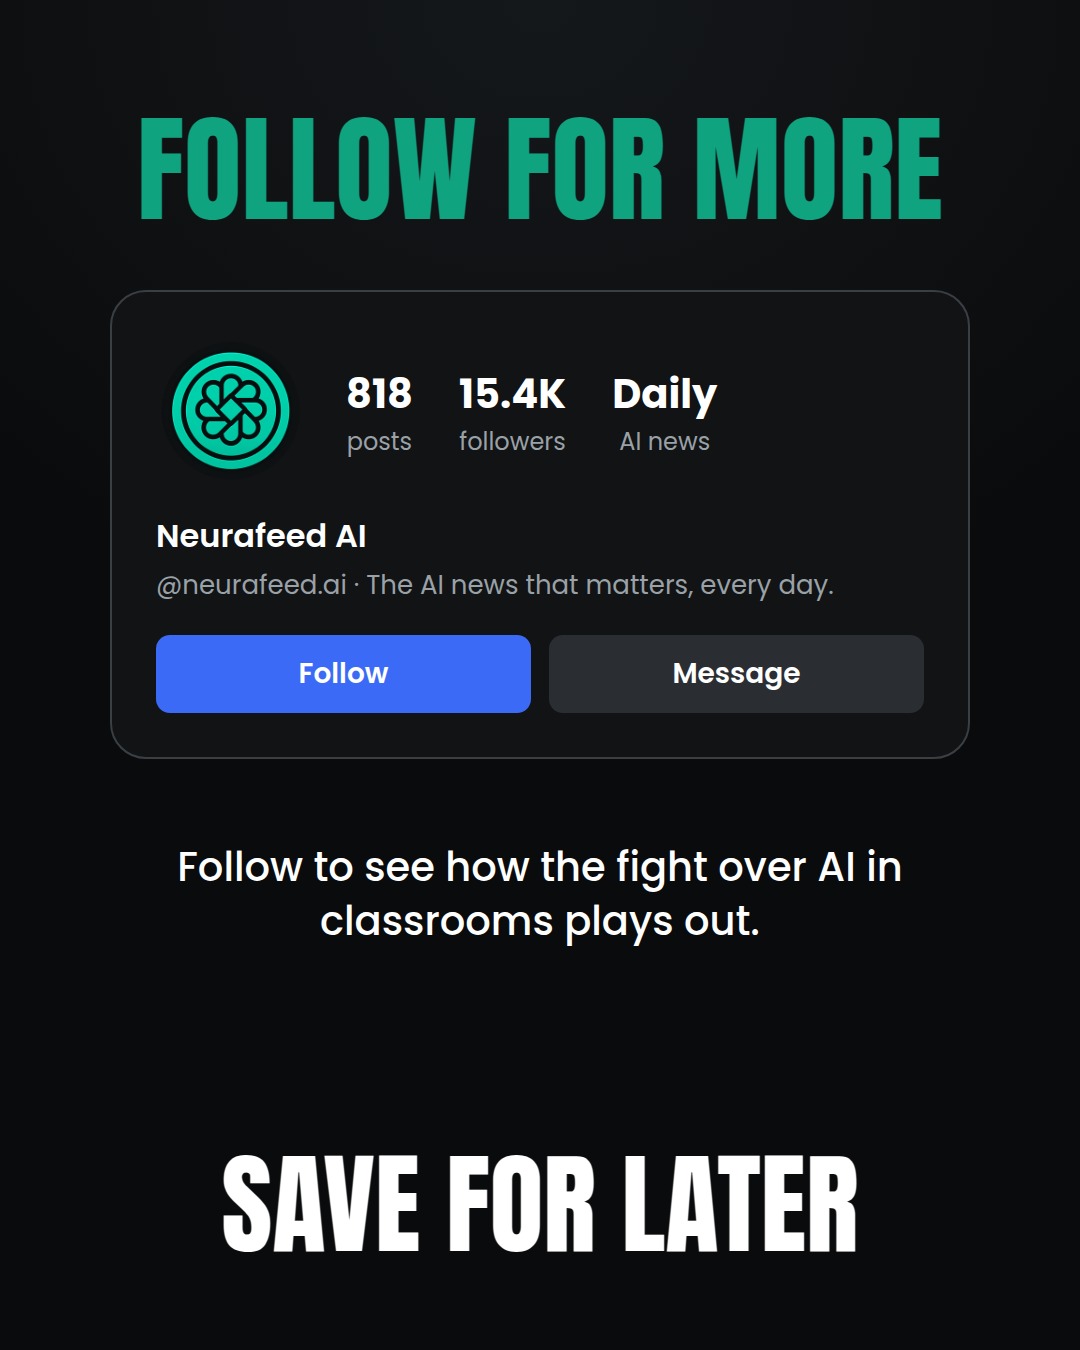 FOLLOW FOR MORE
818 15.4K Daily
posts followers AI news
Neurafeed AI
@neurafeed.ai · The AI news that matters, every day.
Follow Message
Follow to see how the fight over AI in
classrooms plays out.
SAVE FOR LATER